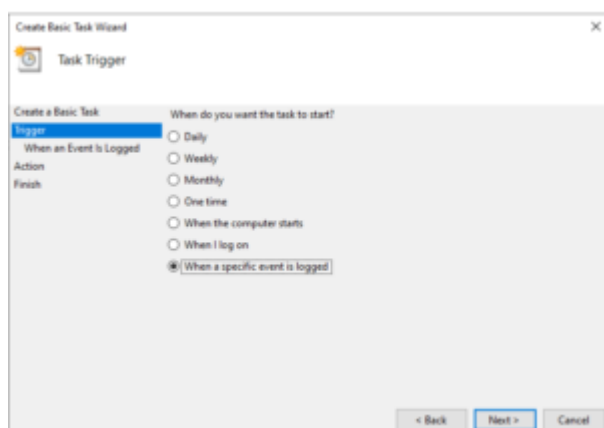 Create Basic Task Wizard
Task Trigger
Create a Basic Task
Trigger
When an Event Is Logged
Action
Finish
When do you want the task to start?
Daily
Weekly
Monthly
One time
When the computer starts
When I log on
When a specific event is logged
< Back
Next >
Cancel